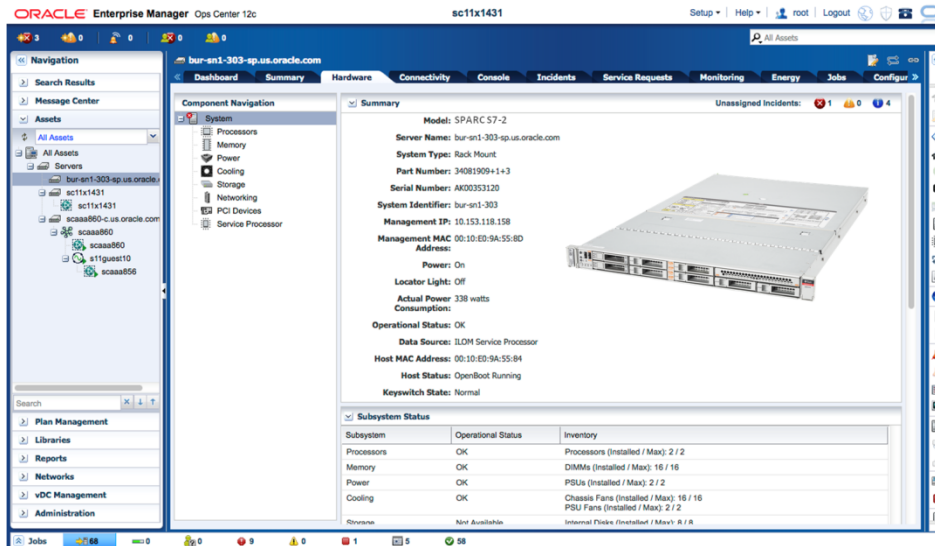 ORACLE Enterprise Manager Ops Center 12c
sc11x1431
Setup Help root Logout
3 0 0 0 0
All Assets
Navigation
Search Results
Message Center
Assets
All Assets
All Assets
Servers
bur-sn1-303-sp.us.oracle.
sc11x1431
sc11x1431
scaaa860-c.us.oracle.com
scaaa860
scaaa860
s11guest10
scaaa856
Search
Plan Management
Libraries
Reports
Networks
vDC Management
Administration
bur-sn1-303-sp.us.oracle.com
Dashboard Summary Hardware Connectivity Console Incidents Service Requests Monitoring Energy Jobs Configur
Component Navigation
System
Processors
Memory
Power
Cooling
Storage
Networking
PCI Devices
Service Processor
Summary
Unassigned Incidents: 1 0 4
Model: SPARC S7-2
Server Name: bur-sn1-303-sp.us.oracle.com
System Type: Rack Mount
Part Number: 34081909+1+3
Serial Number: AK00353120
System Identifier: bur-sn1-303
Management IP: 10.153.118.158
Management MAC 00:10:E0:9A:55:8D
Address:
Power: On
Locator Light: Off
Actual Power 338 watts
Consumption:
Operational Status: OK
Data Source: ILOM Service Processor
Host MAC Address: 00:10:E0:9A:55:84
Host Status: OpenBoot Running
Keyswitch State: Normal
Subsystem Status
Subsystem Operational Status Inventory
Processors OK Processors (Installed / Max): 2 / 2
Memory OK DIMMs (Installed / Max): 16 / 16
Power OK PSUs (Installed / Max): 2 / 2
Cooling OK Chassis Fans (Installed / Max): 16 / 16
PSU Fans (Installed / Max): 2 / 2
Storage Not Available Internal Disks (Installed / Max): 8 / 8
Jobs 68 0 0 9 0 1 5 58